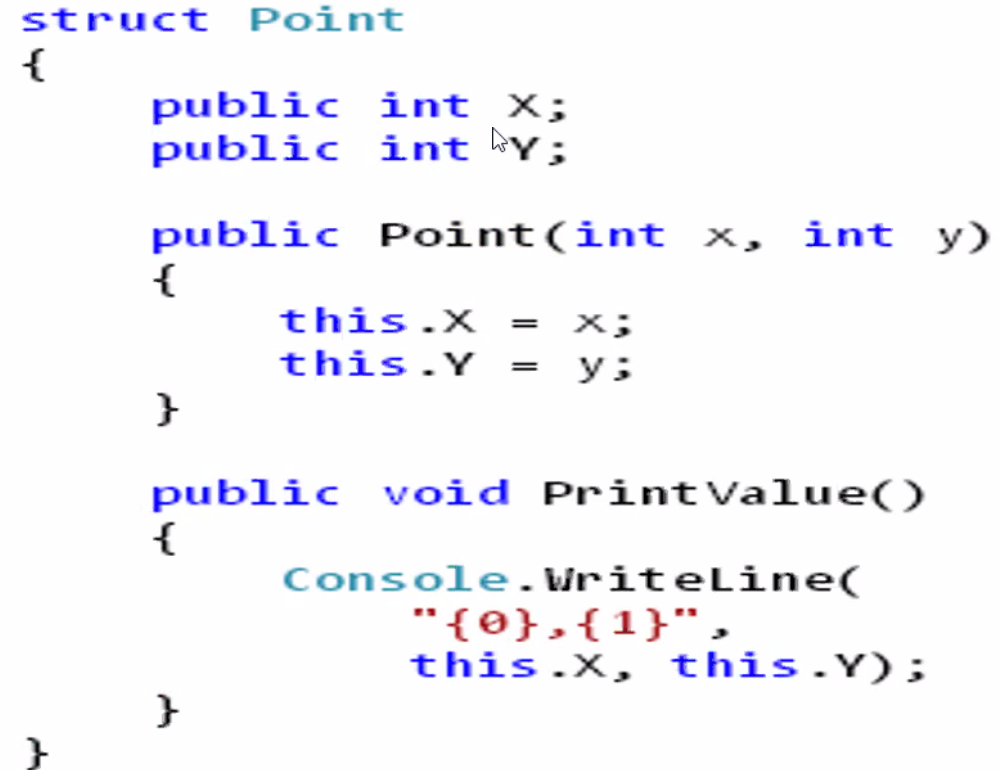 struct Point
{
public int X;
public int Y;
public Point(int x, int y)
{
this.X = x;
this.Y = y;
}
public void PrintValue()
{
Console.WriteLine(
"{0},{1}",
this.X, this.Y);
}
}